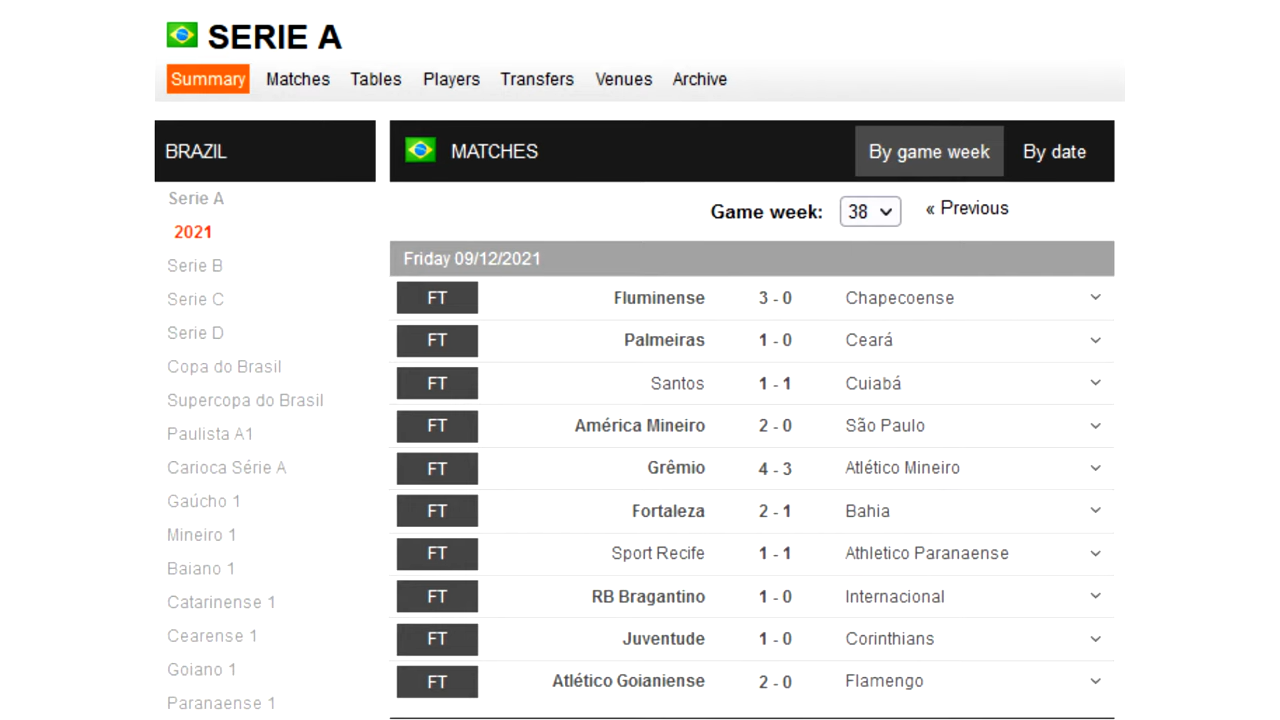 SERIE A
Summary Matches Tables Players Transfers Venues Archive
BRAZIL
Serie A
2021
Serie B
Serie C
Serie D
Copa do Brasil
Supercopa do Brasil
Paulista A1
Carioca Série A
Gaúcho 1
Mineiro 1
Baiano 1
Catarinense 1
Cearense 1
Goiano 1
Paranaense 1
MATCHES By game week By date
Game week: 38 « Previous
Friday 09/12/2021
FT Fluminense 3 - 0 Chapecoense
FT Palmeiras 1 - 0 Ceará
FT Santos 1 - 1 Cuiabá
FT América Mineiro 2 - 0 São Paulo
FT Grêmio 4 - 3 Atlético Mineiro
FT Fortaleza 2 - 1 Bahia
FT Sport Recife 1 - 1 Athletico Paranaense
FT RB Bragantino 1 - 0 Internacional
FT Juventude 1 - 0 Corinthians
FT Atlético Goianiense 2 - 0 Flamengo